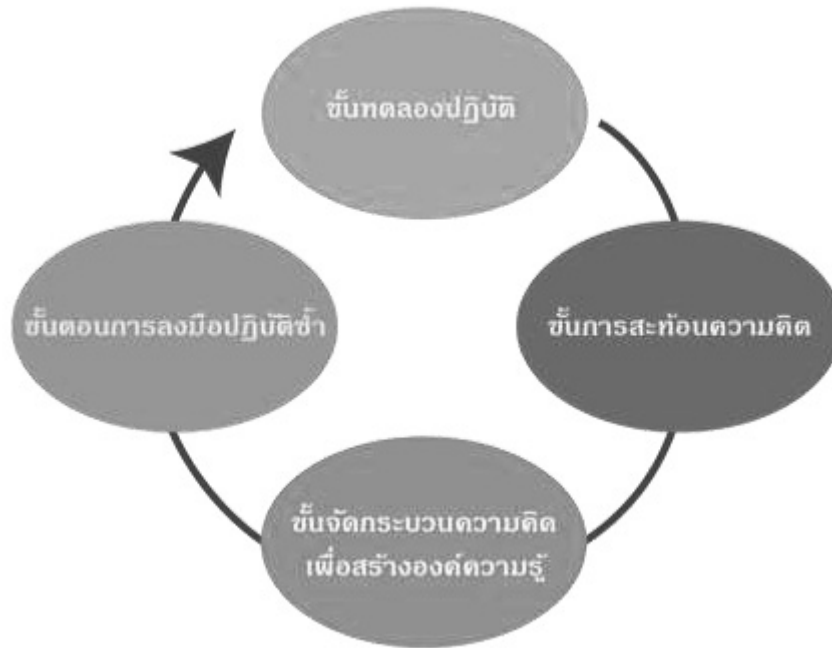 ขั้นทดลองปฏิบัติ
ขั้นการสะท้อนความคิด
ขั้นจัดกระบวนความคิด
เพื่อสร้างองค์ความรู้
ขั้นตอนการลงมือปฏิบัติซ้ำ